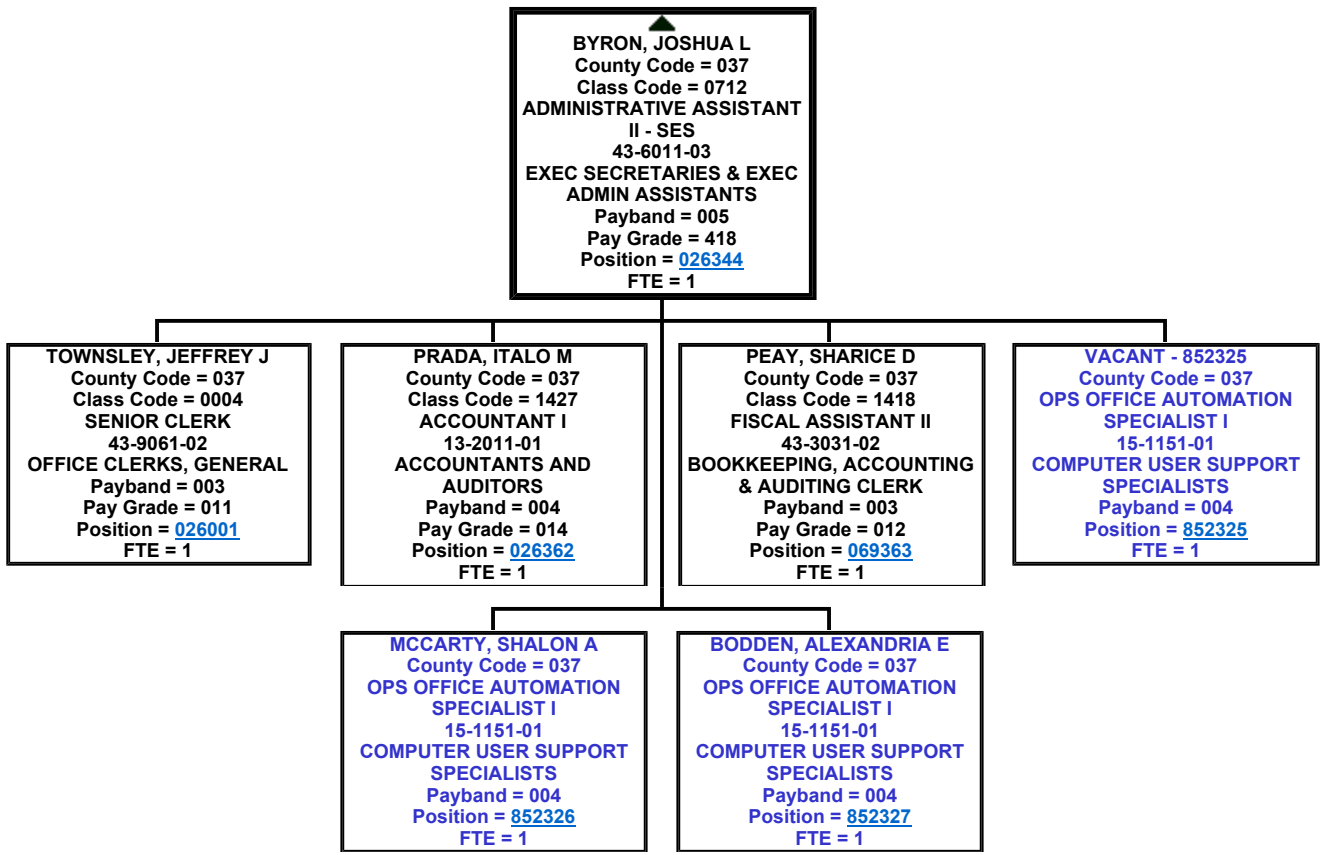 BYRON, JOSHUA L
County Code = 037
Class Code = 0712
ADMINISTRATIVE ASSISTANT
II - SES
43-6011-03
EXEC SECRETARIES & EXEC
ADMIN ASSISTANTS
Payband = 005
Pay Grade = 418
Position = 026344
FTE = 1
TOWNSLEY, JEFFREY J
County Code = 037
Class Code = 0004
SENIOR CLERK
43-9061-02
OFFICE CLERKS, GENERAL
Payband = 003
Pay Grade = 011
Position = 026001
FTE = 1
PRADA, ITALO M
County Code = 037
Class Code = 1427
ACCOUNTANT I
13-2011-01
ACCOUNTANTS AND
AUDITORS
Payband = 004
Pay Grade = 014
Position = 026362
FTE = 1
PEAY, SHARICE D
County Code = 037
Class Code = 1418
FISCAL ASSISTANT II
43-3031-02
BOOKKEEPING, ACCOUNTING
& AUDITING CLERK
Payband = 003
Pay Grade = 012
Position = 069363
FTE = 1
VACANT - 852325
County Code = 037
OPS OFFICE AUTOMATION
SPECIALIST I
15-1151-01
COMPUTER USER SUPPORT
SPECIALISTS
Payband = 004
Position = 852325
FTE = 1
MCCARTY, SHALON A
County Code = 037
OPS OFFICE AUTOMATION
SPECIALIST I
15-1151-01
COMPUTER USER SUPPORT
SPECIALISTS
Payband = 004
Position = 852326
FTE = 1
BODDEN, ALEXANDRIA E
County Code = 037
OPS OFFICE AUTOMATION
SPECIALIST I
15-1151-01
COMPUTER USER SUPPORT
SPECIALISTS
Payband = 004
Position = 852327
FTE = 1